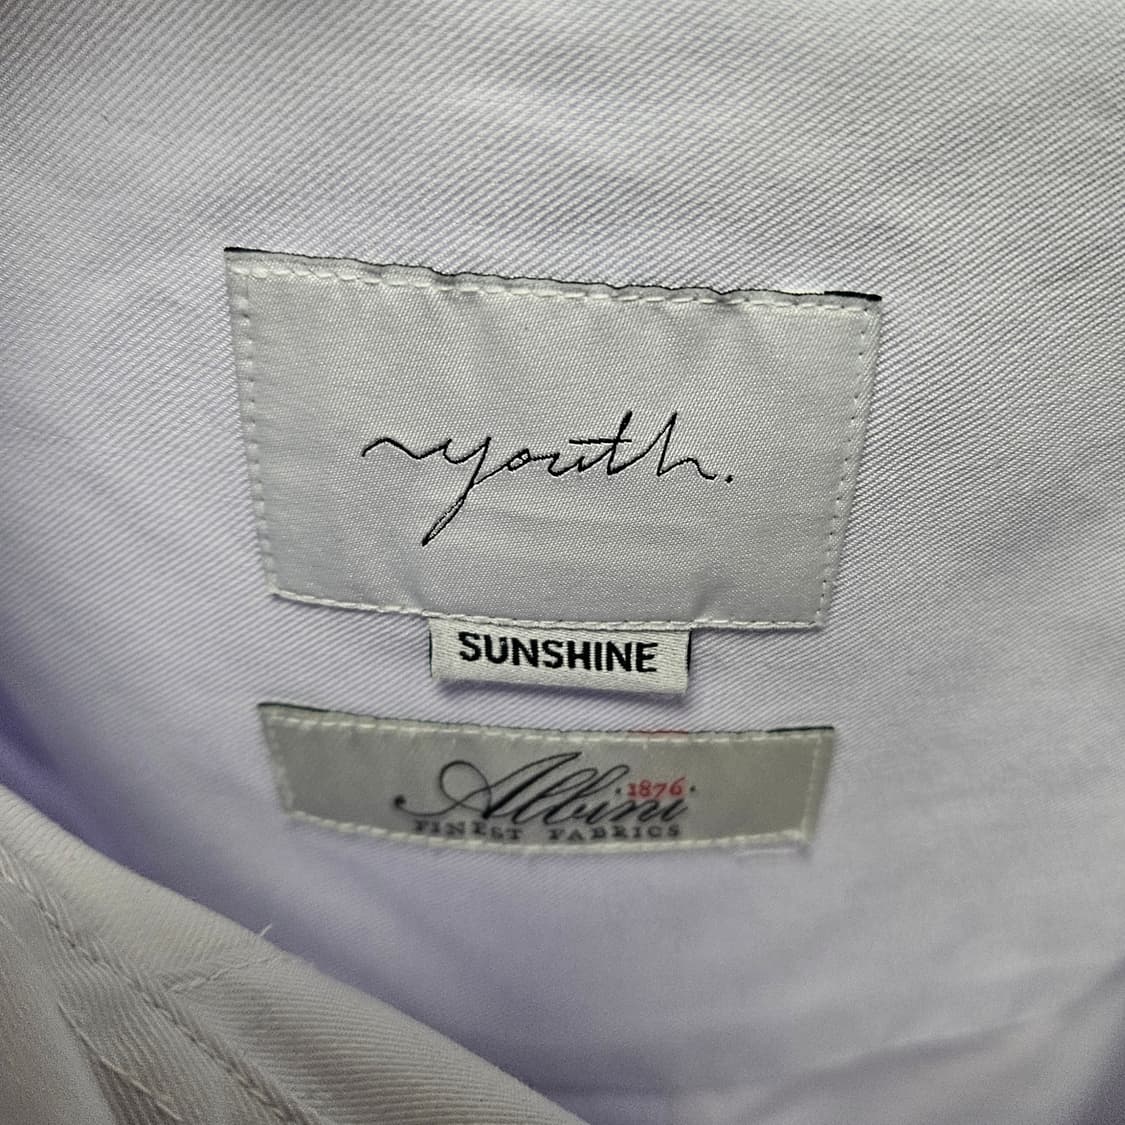 ~youth.
SUNSHINE
Albini ·1876·
FINEST FABRICS